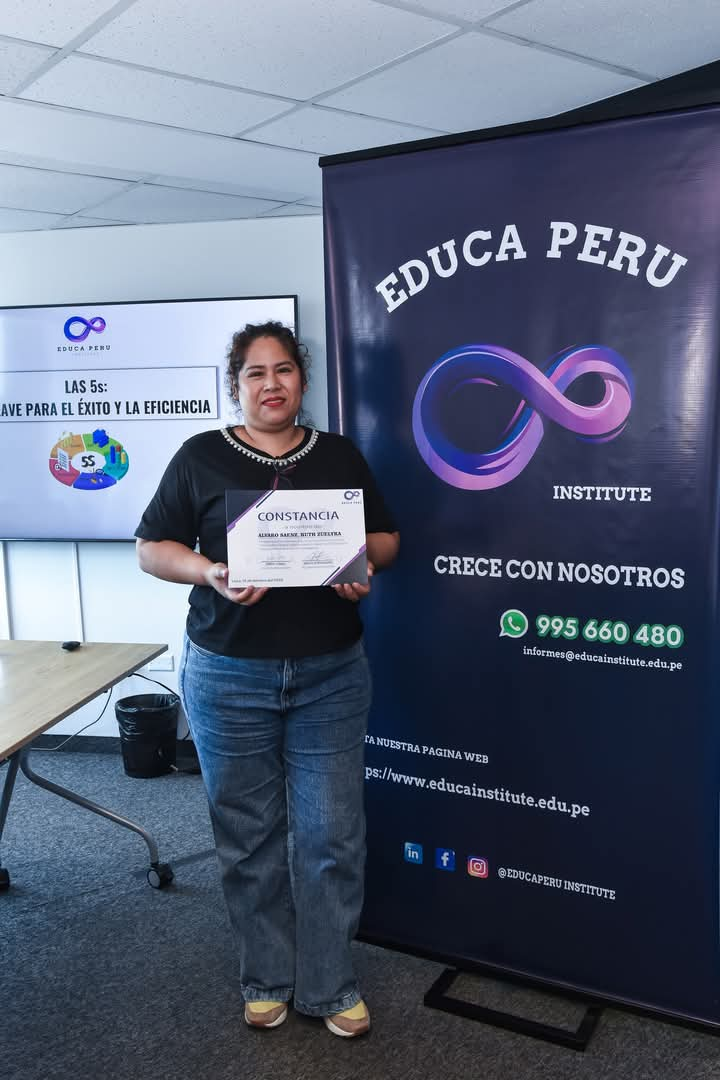 EDUCA PERU
INSTITUTE
CRECE CON NOSOTROS
995 660 480
informes@educainstitute.edu.pe
TA NUESTRA PAGINA WEB
ps://www.educainstitute.edu.pe
@EDUCAPERU INSTITUTE
EDUCA PERU
LAS 5s:
AVE PARA EL ÉXITO Y LA EFICIENCIA
5S
CONSTANCIA
ALVARO SAENZ, RUTH ZUELYKA